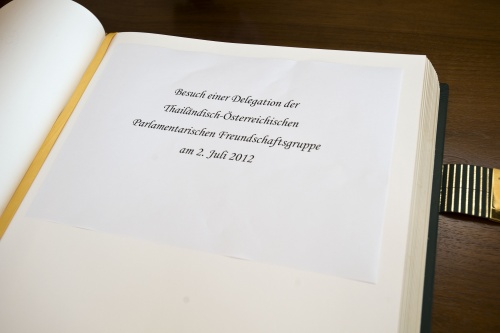 Besuch einer Delegation der
Thailändisch-Österreichischen
Parlamentarischen Freundschaftsgruppe
am 2. Juli 2012